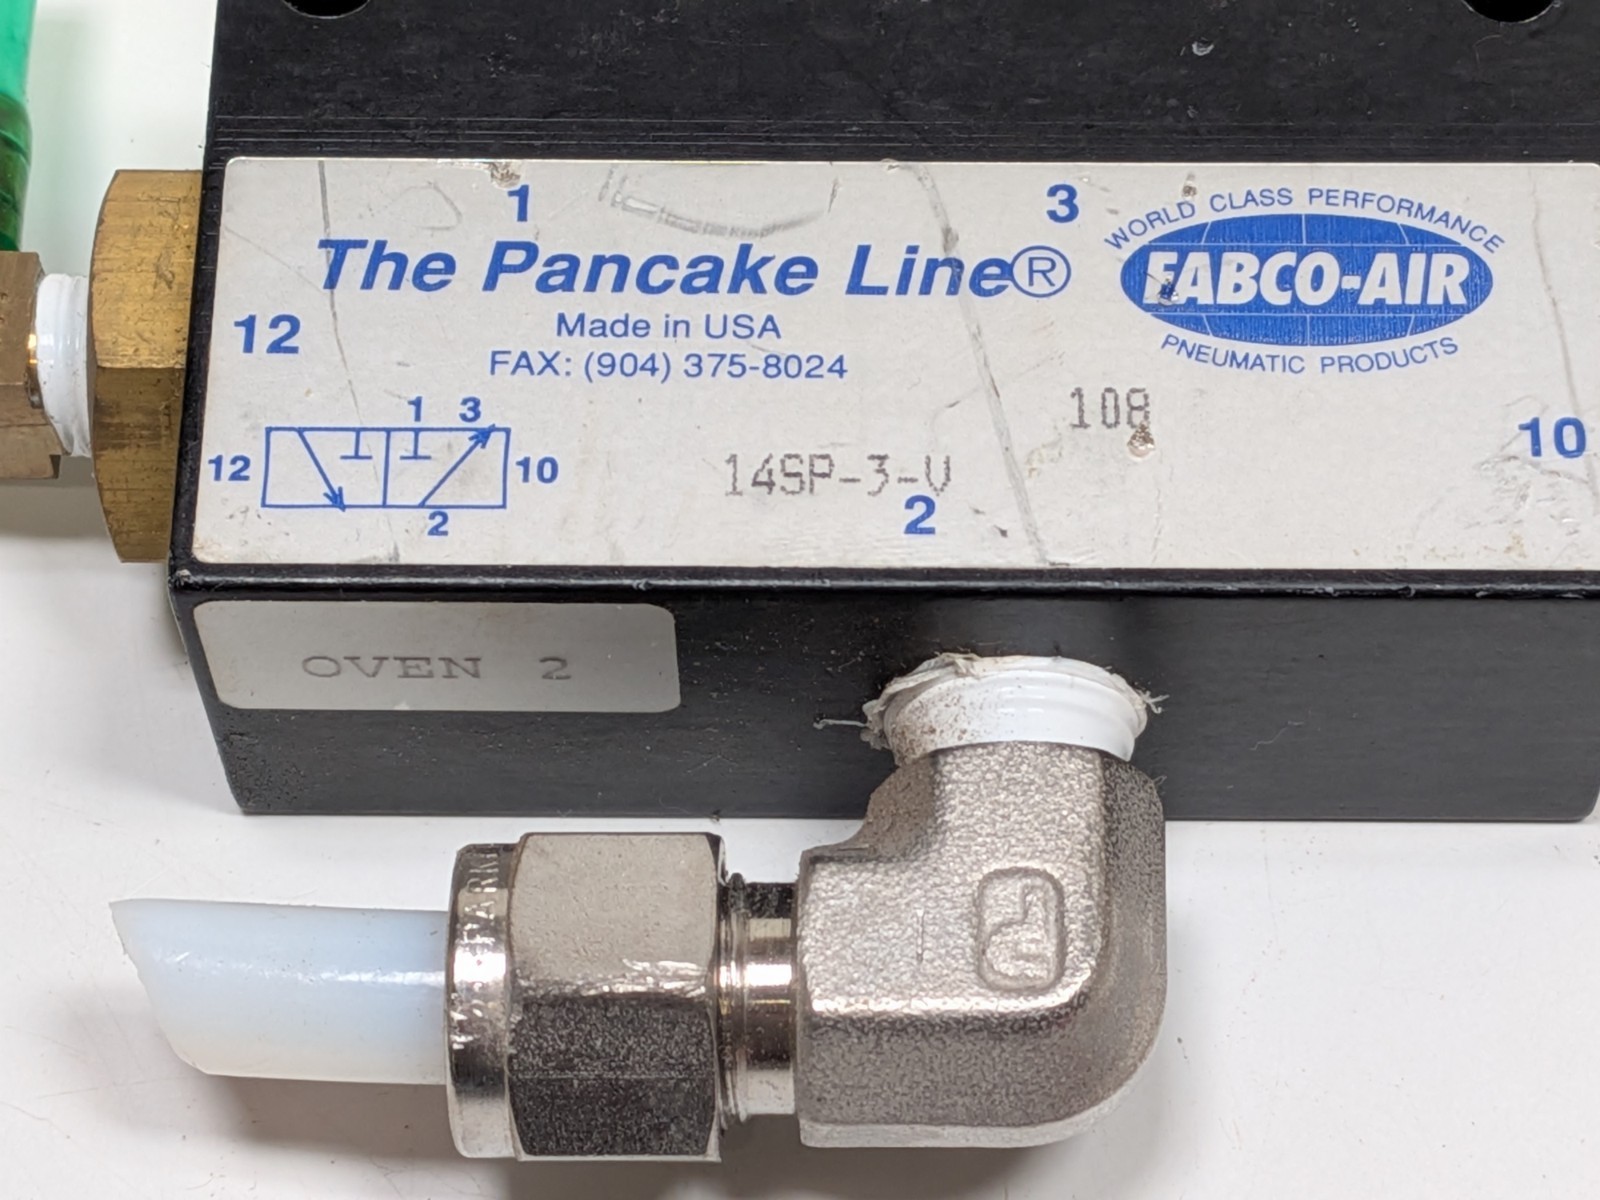 1
3
WORLD CLASS PERFORMANCE
FABCO-AIR
PNEUMATIC PRODUCTS
The Pancake Line®
Made in USA
FAX: (904) 375-8024
12
108
10
1 3
12
10
2
14SP-3-V
2
OVEN 2